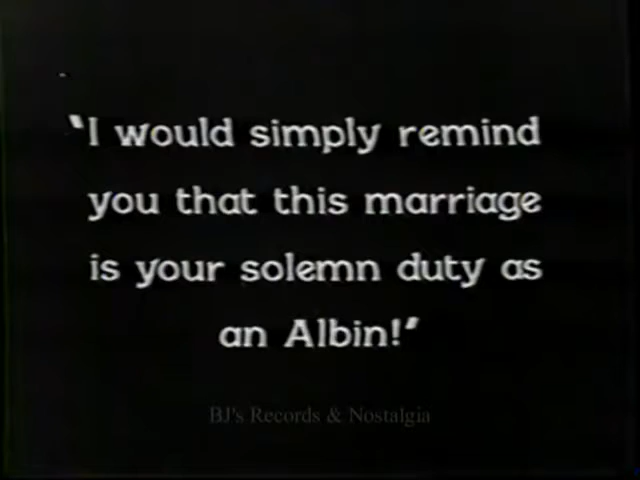 "I would simply remind
you that this marriage
is your solemn duty as
an Albin!"
BJ's Records & Nostalgia